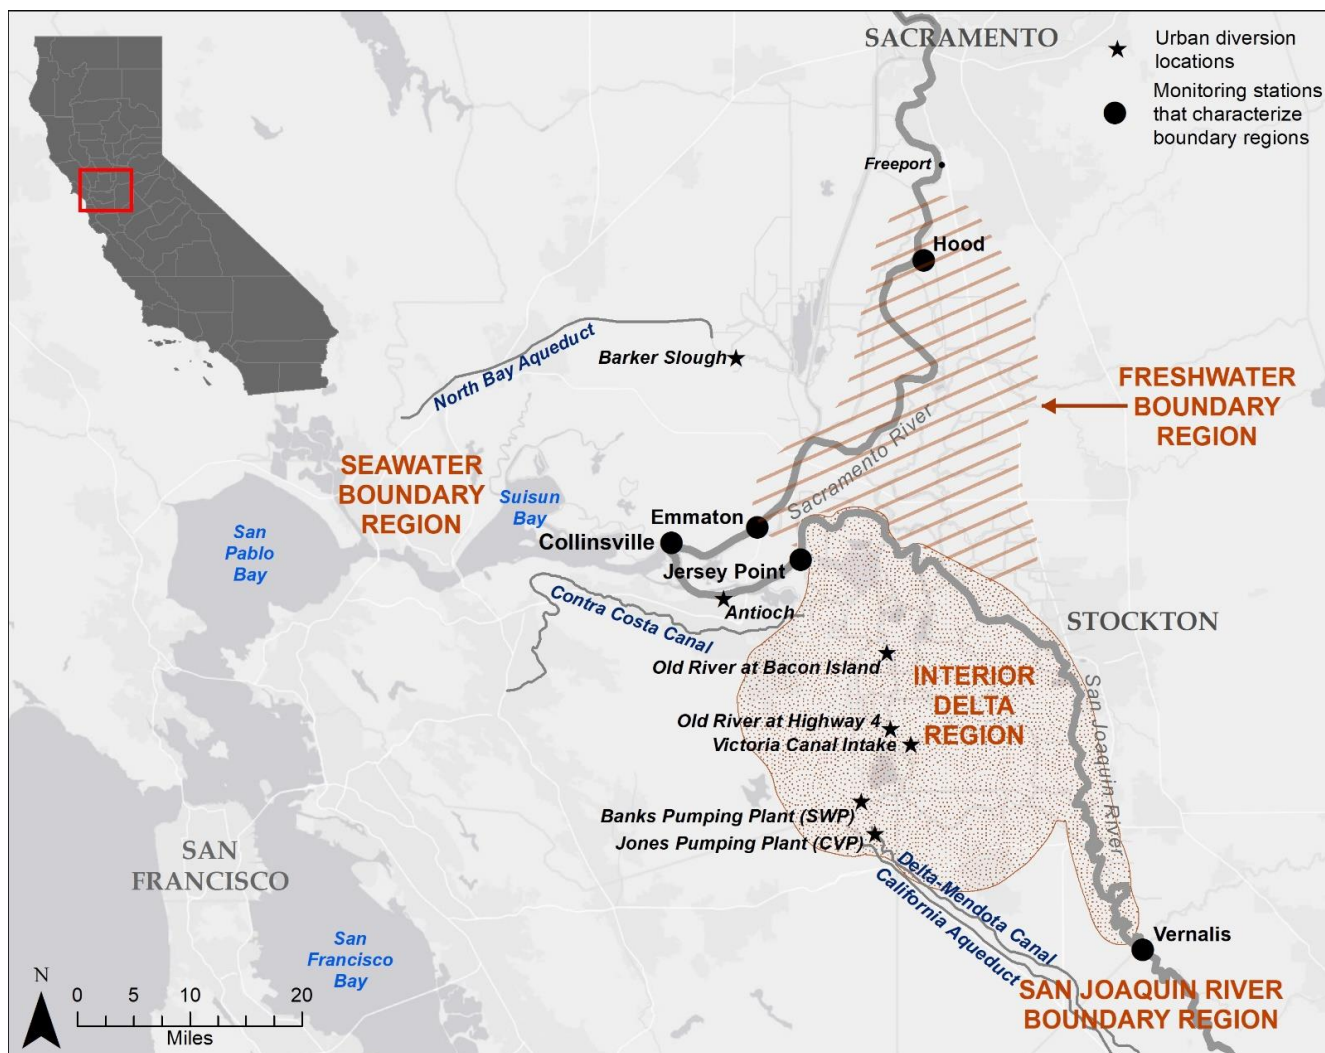 SACRAMENTO
Urban diversion
locations
Monitoring stations
that characterize
boundary regions
Freeport
Hood
North Bay Aqueduct
Barker Slough
FRESHWATER
BOUNDARY
REGION
SEAWATER
BOUNDARY
REGION
Sacramento River
Suisun
Bay
San
Pablo
Bay
Emmaton
Collinsville
Jersey Point
Antioch
Contra Costa Canal
STOCKTON
Old River at Bacon Island
INTERIOR
DELTA
REGION
San Joaquin River
Old River at Highway 4
Victoria Canal Intake
Banks Pumping Plant (SWP)
Jones Pumping Plant (CVP)
SAN
FRANCISCO
Delta-Mendota Canal
California Aqueduct
San
Francisco
Bay
Vernalis
SAN JOAQUIN RIVER
BOUNDARY REGION
N
0 5 10 20
Miles